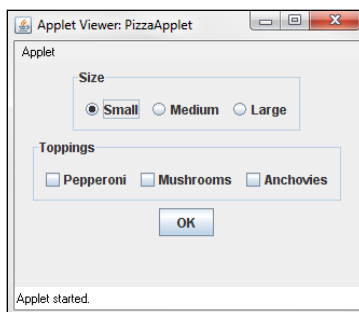 Applet Viewer: PizzaApplet
Applet
Size
Small Medium Large
Toppings
Pepperoni Mushrooms Anchovies
OK
Applet started.